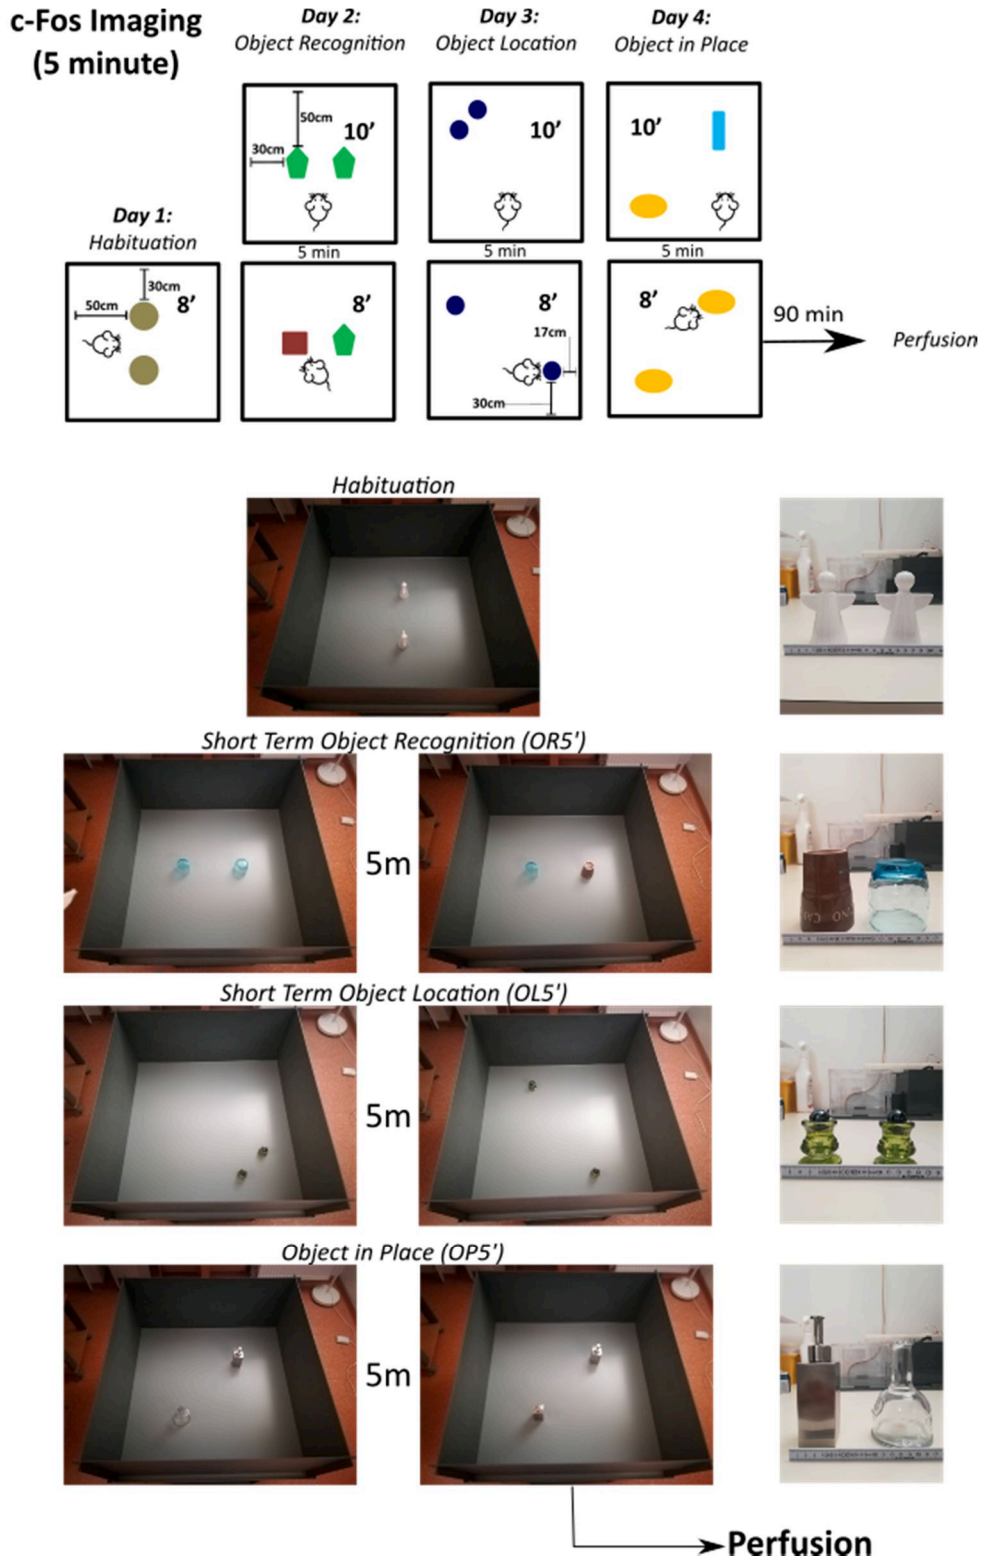 c-Fos Imaging
(5 minute)
Day 2:
Object Recognition
Day 3:
Object Location
Day 4:
Object in Place
50cm
10’
30cm
10’
10’
Day 1:
Habituation
5 min
5 min
5 min
30cm
50cm
8’
8’
8’
17cm
30cm
8’
90 min
Perfusion
Habituation
Short Term Object Recognition (OR5')
5m
Short Term Object Location (OL5')
5m
Object in Place (OP5')
5m
Perfusion